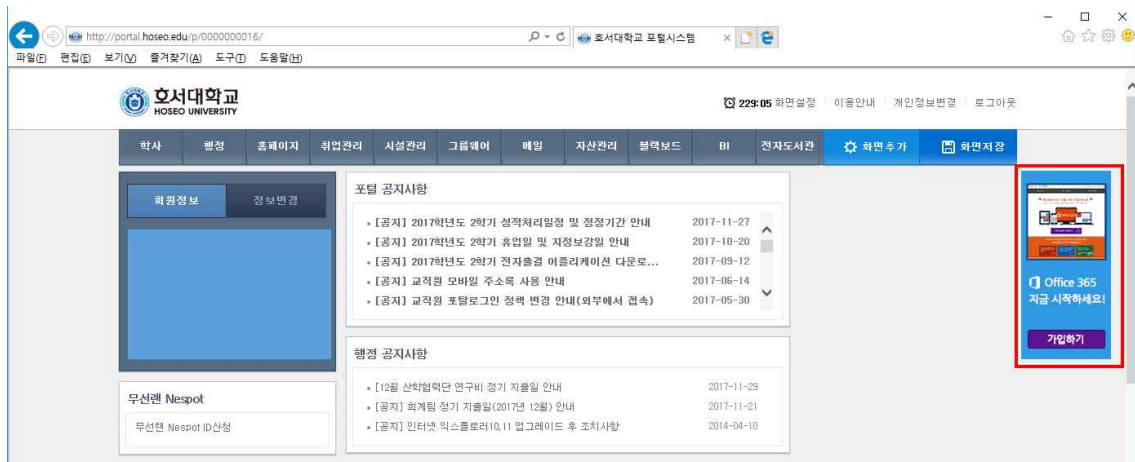 http://portal.hoseo.edu/p/0000000016/
호서대학교 포털시스템
파일(F) 편집(E) 보기(V) 즐겨찾기(A) 도구(T) 도움말(H)
호서대학교
HOSEO UNIVERSITY
229:05 화면설정 이용안내 개인정보변경 로그아웃
학사 행정 홈페이지 취업관리 시설관리 그룹웨어 메일 자산관리 블랙보드 BI 전자도서관 화면추가 화면저장
회원정보 정보변경
포털 공지사항
[공지] 2017학년도 2학기 성적처리일정 및 정정기간 안내 2017-11-27
[공지] 2017학년도 2학기 휴업일 및 지정보강일 안내 2017-10-20
[공지] 2017학년도 2학기 전자출결 어플리케이션 다운로... 2017-09-12
[공지] 교직원 모바일 주소록 사용 안내 2017-06-14
[공지] 교직원 포탈로그인 정책 변경 안내(외부에서 접속) 2017-05-30
행정 공지사항
[12월 산학협력단 연구비 정기 지출일 안내 2017-11-29
[공지] 회계팀 정기 지출일(2017년 12월) 안내 2017-11-21
[공지] 인터넷 익스플로러10,11 업그레이드 후 조치사항 2014-04-10
무선랜 Nespot
무선랜 Nespot ID신청
Office 365
지금 시작하세요!
가입하기